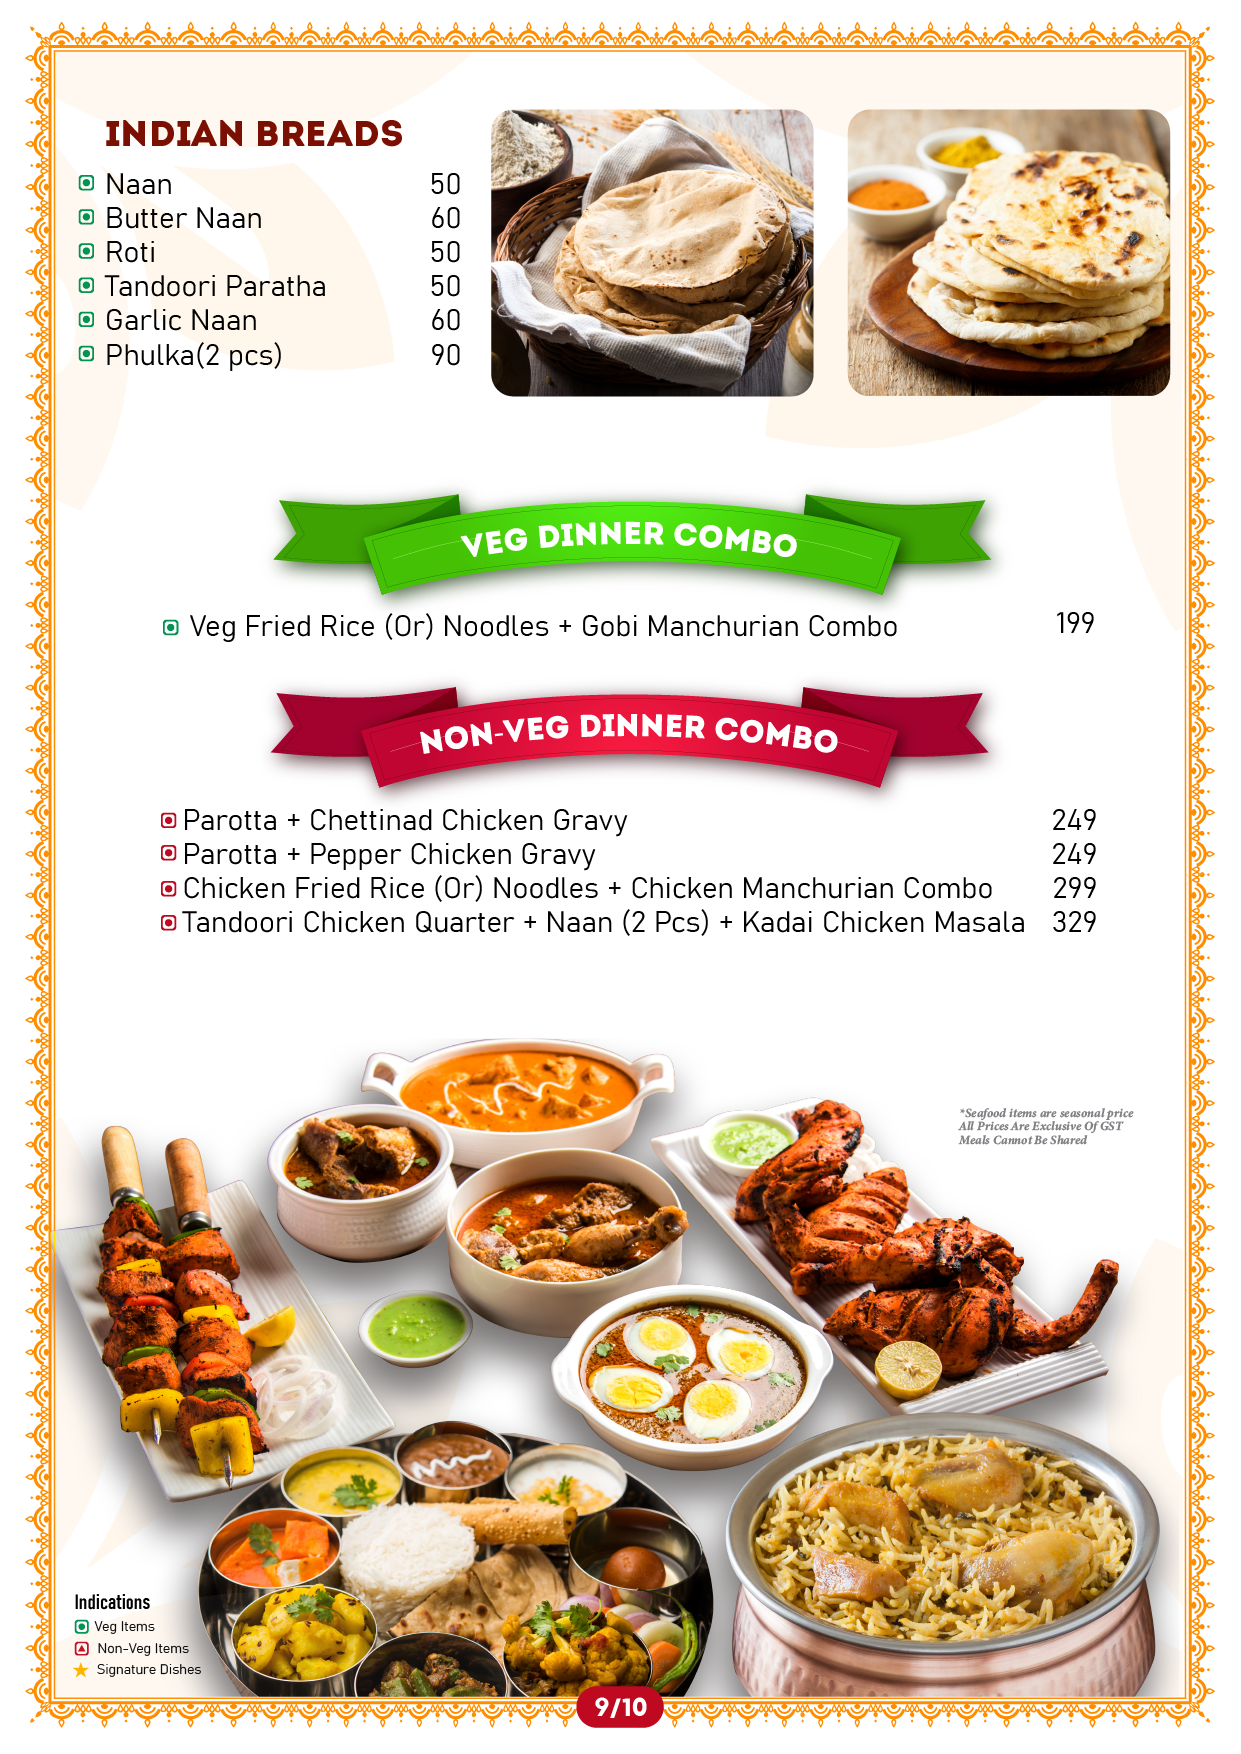 INDIAN BREADS
Naan 50
Butter Naan 60
Roti 50
Tandoori Paratha 50
Garlic Naan 60
Phulka(2 pcs) 90
VEG DINNER COMBO
Veg Fried Rice (Or) Noodles + Gobi Manchurian Combo 199
NON-VEG DINNER COMBO
Parotta + Chettinad Chicken Gravy 249
Parotta + Pepper Chicken Gravy 249
Chicken Fried Rice (Or) Noodles + Chicken Manchurian Combo 299
Tandoori Chicken Quarter + Naan (2 Pcs) + Kadai Chicken Masala 329
*Seafood items are seasonal price
All Prices Are Exclusive Of GST
Meals Cannot Be Shared
Indications
Veg Items
Non-Veg Items
Signature Dishes
9/10